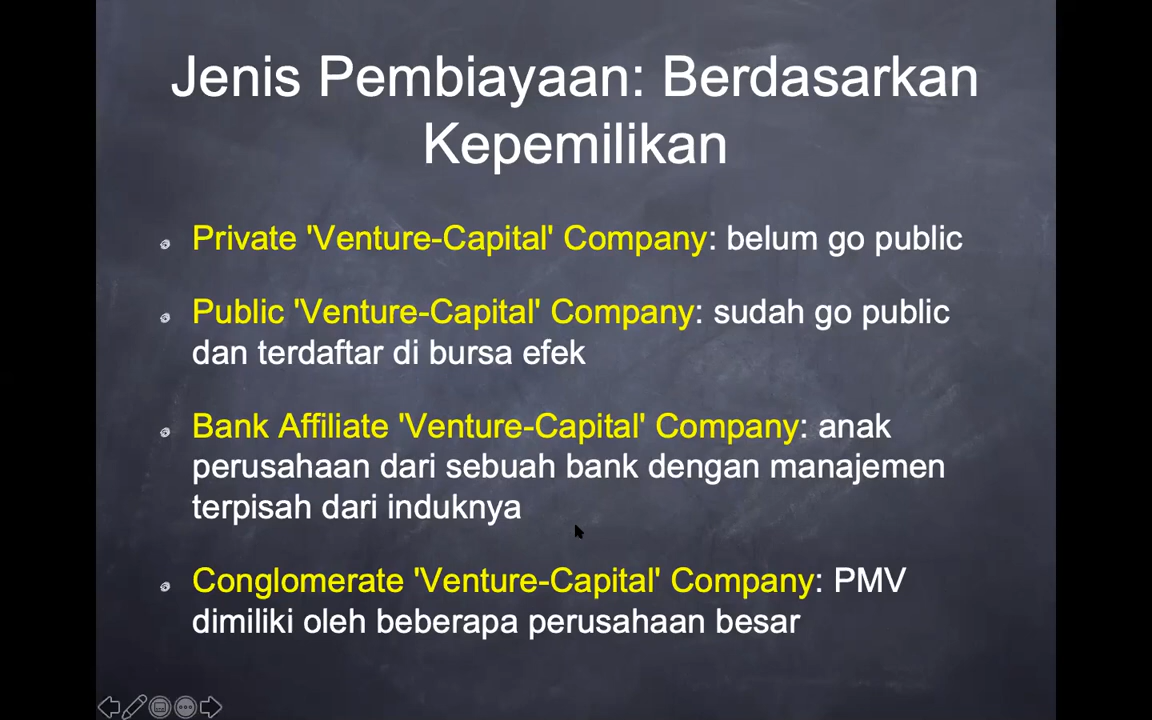 Jenis Pembiayaan: Berdasarkan
Kepemilikan
Private 'Venture-Capital' Company: belum go public
Public 'Venture-Capital' Company: sudah go public
dan terdaftar di bursa efek
Bank Affiliate 'Venture-Capital' Company: anak
perusahaan dari sebuah bank dengan manajemen
terpisah dari induknya
Conglomerate 'Venture-Capital' Company: PMV
dimiliki oleh beberapa perusahaan besar